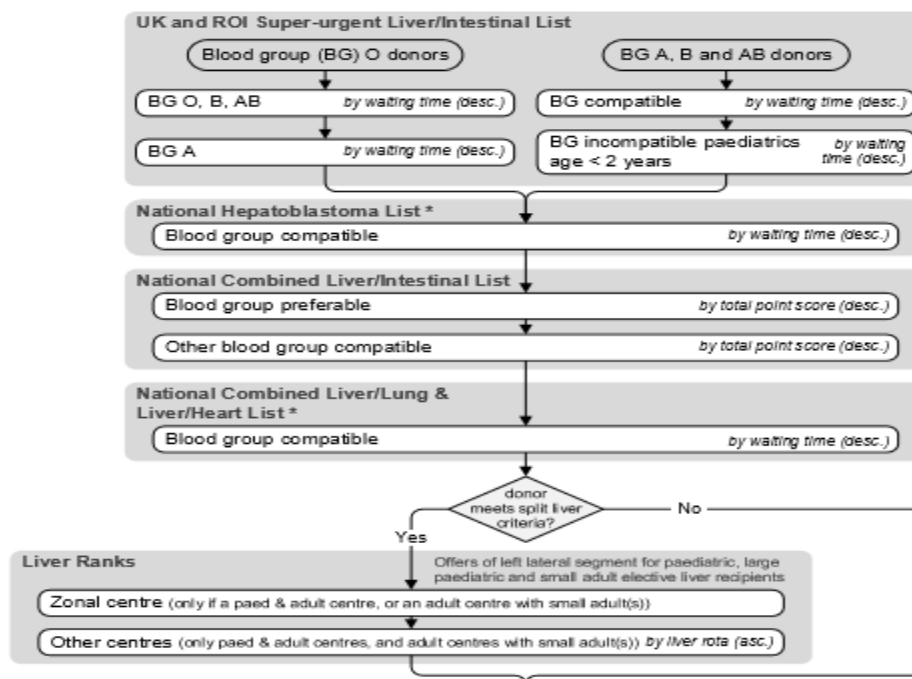 UK and ROI Super-urgent Liver/Intestinal List
Blood group (BG) O donors
BG O, B, AB by waiting time (desc.)
BG A by waiting time (desc.)
BG A, B and AB donors
BG compatible by waiting time (desc.)
BG incompatible paediatrics by waiting
age < 2 years time (desc.)
National Hepatoblastoma List *
Blood group compatible by waiting time (desc.)
National Combined Liver/Intestinal List
Blood group preferable by total point score (desc.)
Other blood group compatible by total point score (desc.)
National Combined Liver/Lung &
Liver/Heart List *
Blood group compatible by waiting time (desc.)
donor
meets split liver
criteria?
No
Yes
Liver Ranks
Offers of left lateral segment for paediatric, large
paediatric and small adult elective liver recipients
Zonal centre (only if a paed & adult centre, or an adult centre with small adult(s))
Other centres (only paed & adult centres, and adult centres with small adult(s)) by liver rota (asc.)